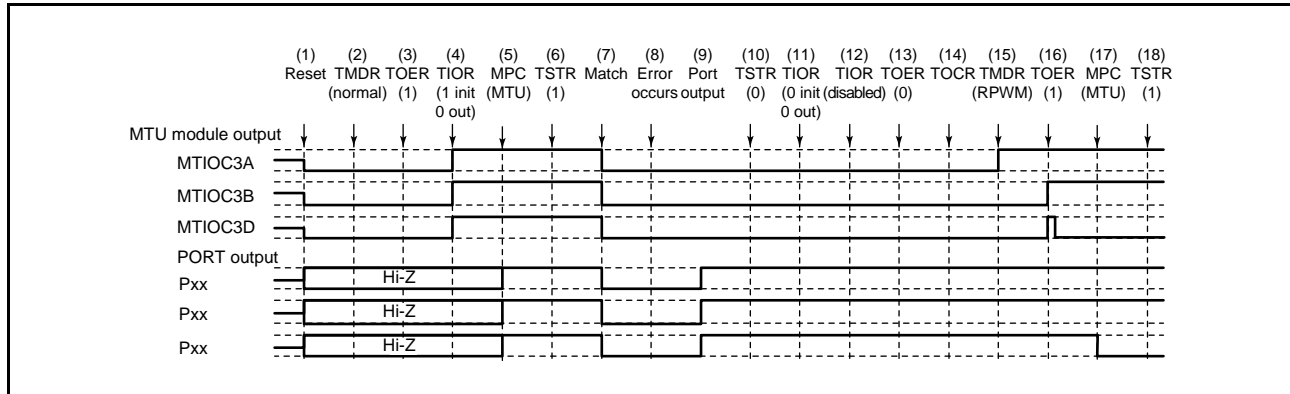 (1) (2) (3) (4) (5) (6) (7) (8) (9) (10) (11) (12) (13) (14) (15) (16) (17) (18)
Reset TMDR TOER TIOR MPC TSTR Match Error Port TSTR TIOR TIOR TOER TOCR TMDR TOER MPC TSTR
(normal) (1) (1 init (MTU) (1) occurs output (0) (0 init (disabled) (0) (RPWM) (1) (MTU) (1)
0 out) 0 out)
MTU module output
MTIOC3A
MTIOC3B
MTIOC3D
PORT output
Pxx Hi-Z
Pxx Hi-Z
Pxx Hi-Z